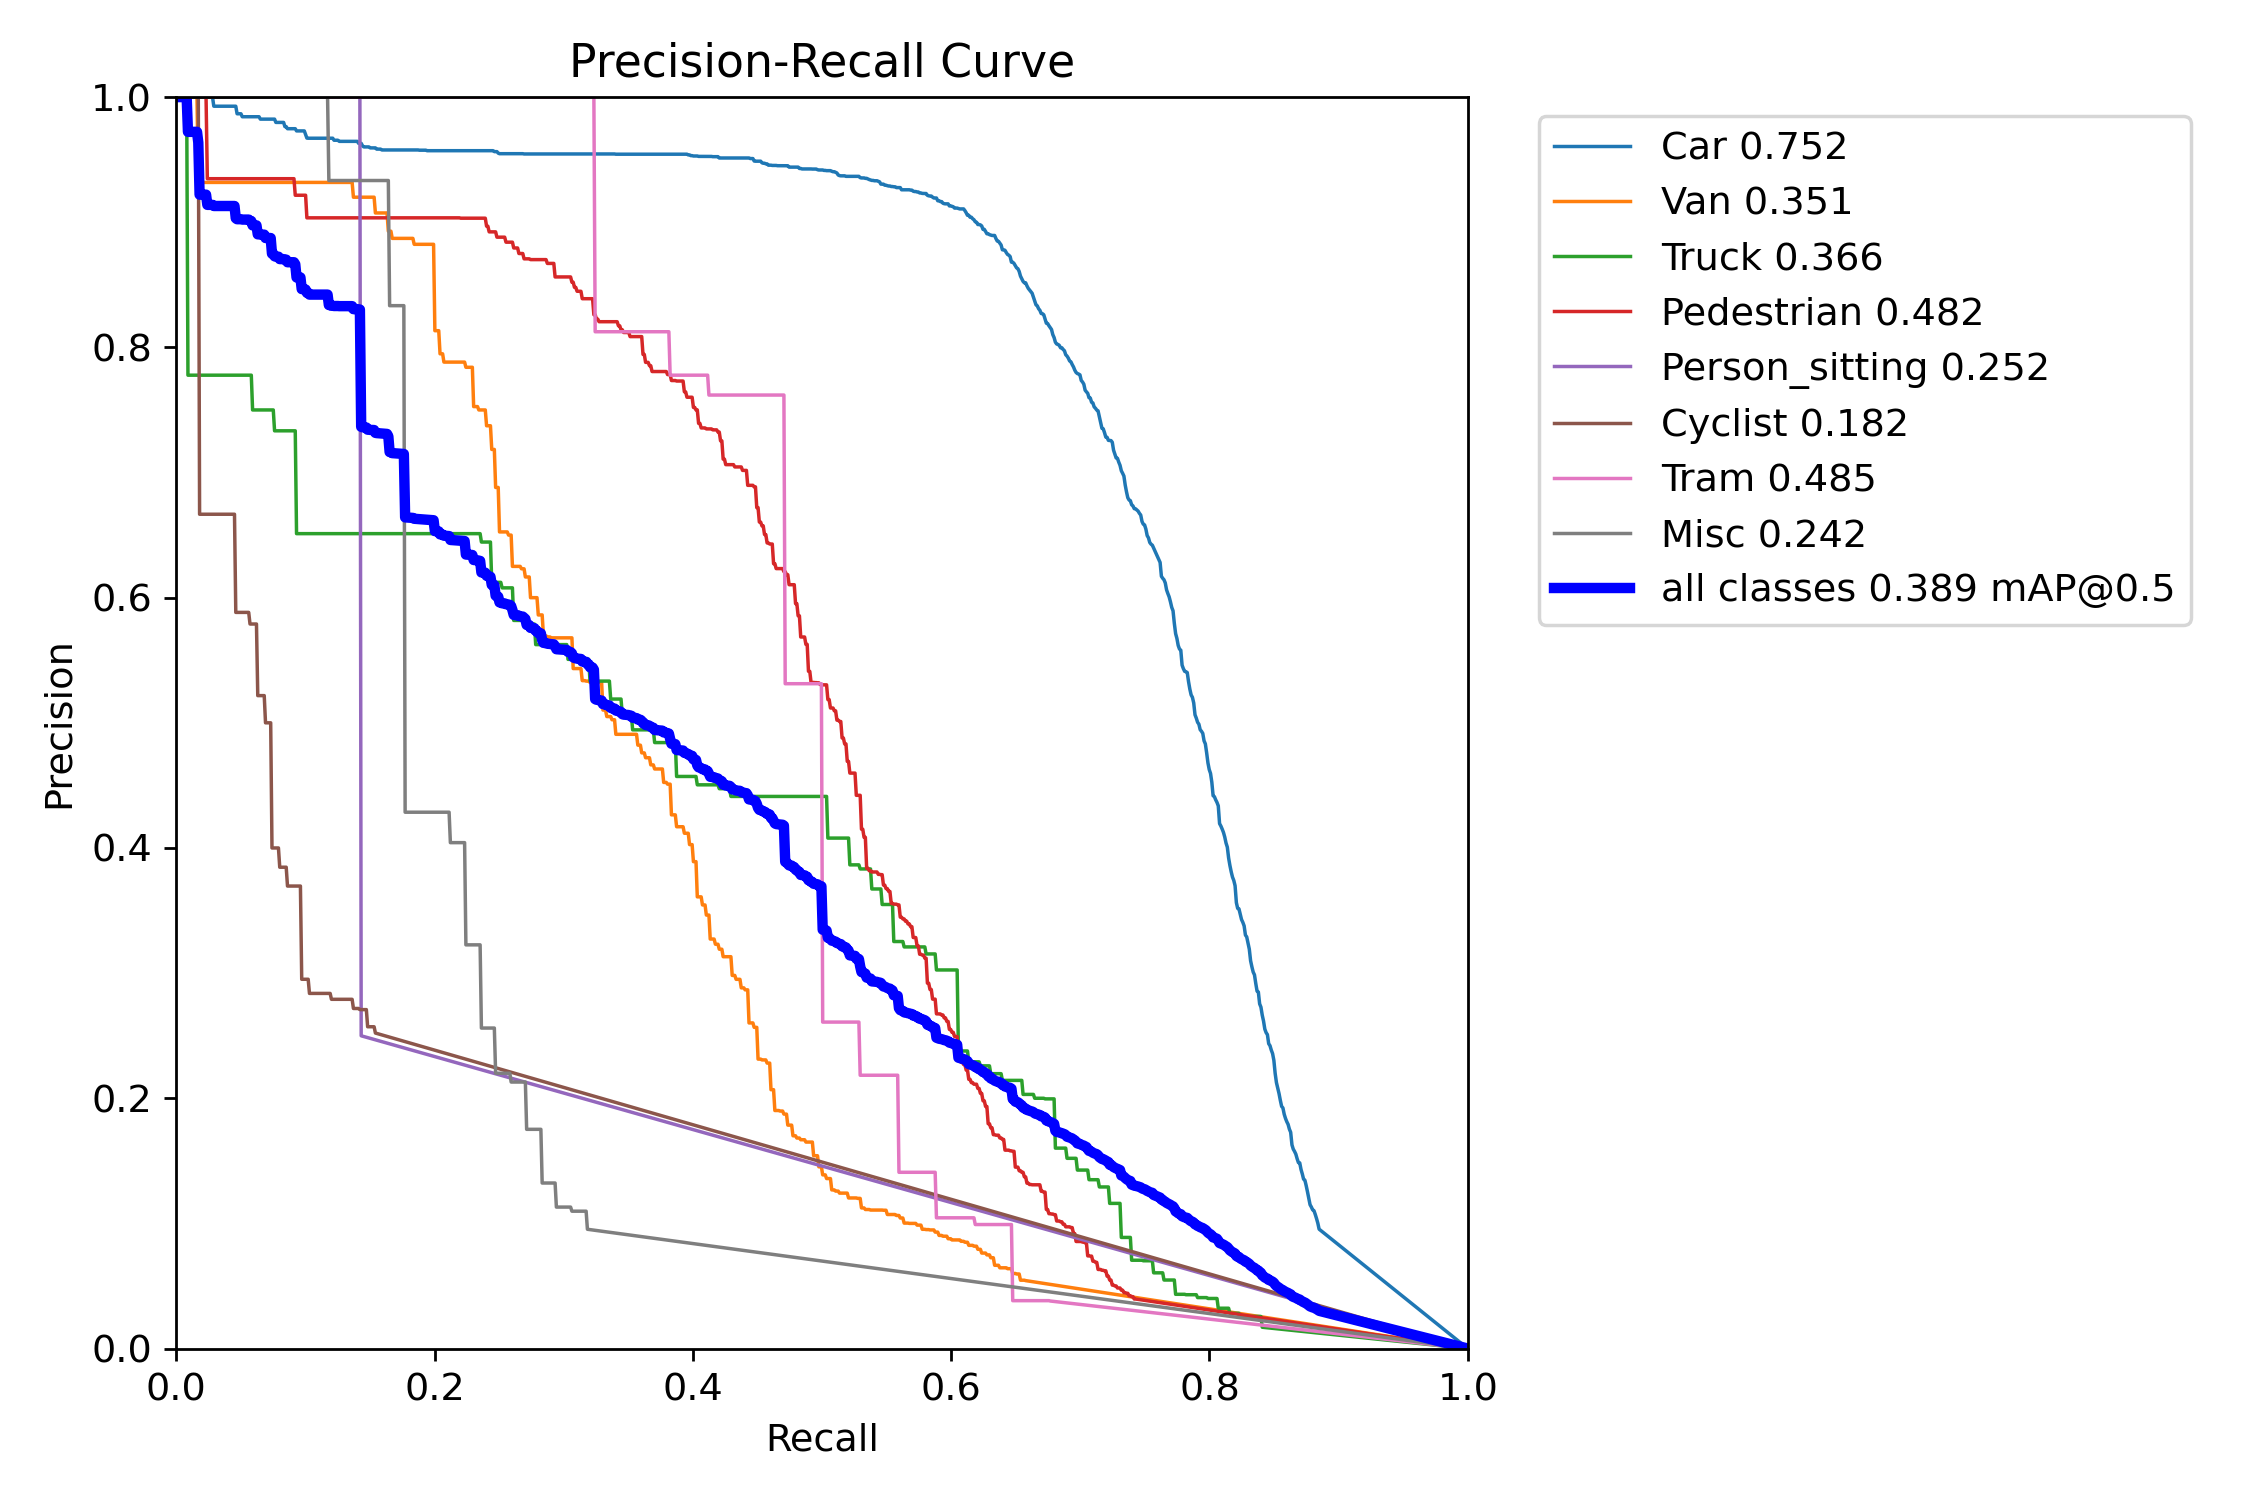 Precision-Recall Curve
1.0
0.8
0.6
0.4
0.2
0.0
Precision
0.0 0.2 0.4 0.6 0.8 1.0
Recall
Car 0.752
Van 0.351
Truck 0.366
Pedestrian 0.482
Person_sitting 0.252
Cyclist 0.182
Tram 0.485
Misc 0.242
all classes 0.389 mAP@0.5